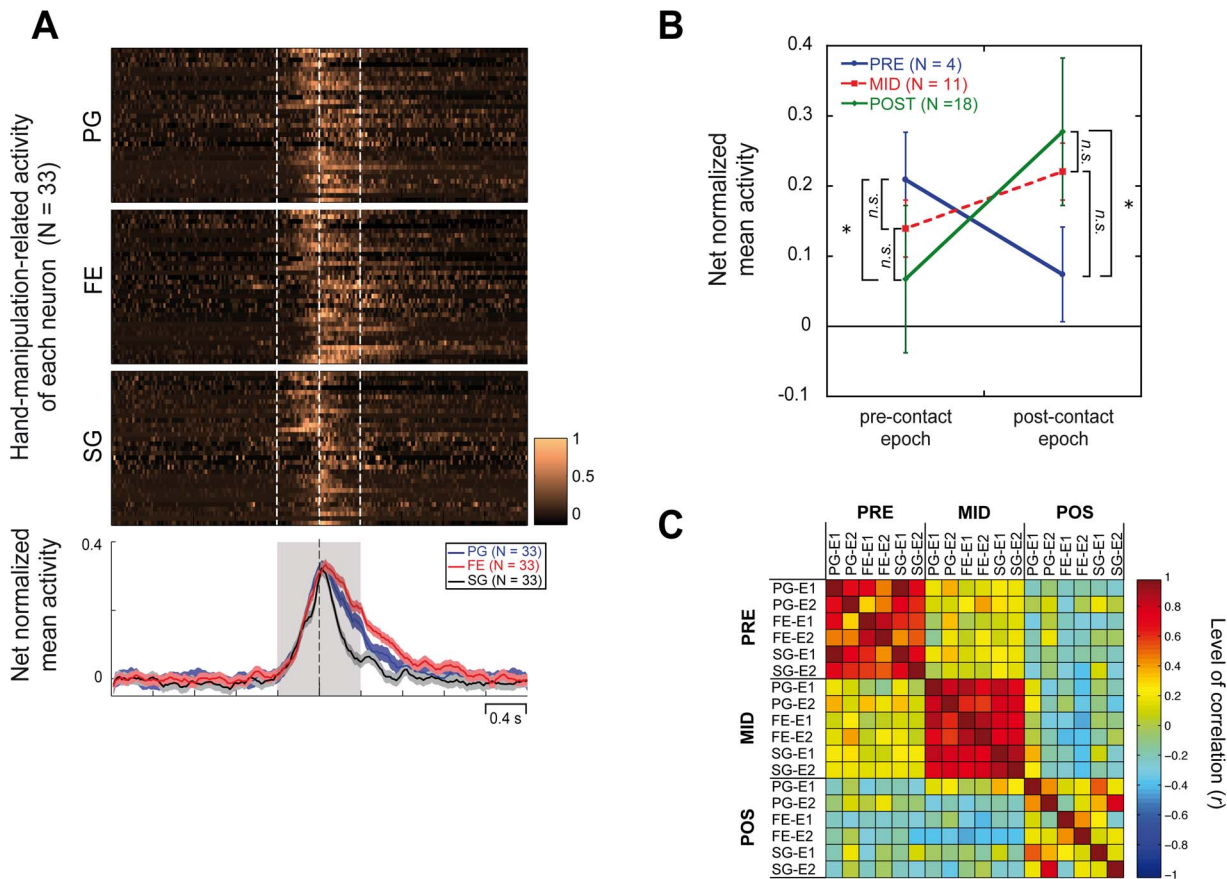 A
Hand-manipulation-related activity
of each neuron (N = 33)
PG
FE
SG
1
0.5
0
Net normalized
mean activity
0.4
0
PG (N = 33)
FE (N = 33)
SG (N = 33)
0.4 s
B
Net normalized
mean activity
0.4
0.3
0.2
0.1
0
-0.1
PRE (N = 4)
MID (N = 11)
POST (N =18)
*
n.s.
n.s.
n.s.
n.s.
*
pre-contact
epoch
post-contact
epoch
C
PRE
MID
POS
PG-E1
PG-E2
FE-E1
FE-E2
SG-E1
SG-E2
PG-E1
PG-E2
FE-E1
FE-E2
SG-E1
SG-E2
PG-E1
PG-E2
FE-E1
FE-E2
SG-E1
SG-E2
PRE
PG-E1
PG-E2
FE-E1
FE-E2
SG-E1
SG-E2
MID
PG-E1
PG-E2
FE-E1
FE-E2
SG-E1
SG-E2
POS
PG-E1
PG-E2
FE-E1
FE-E2
SG-E1
SG-E2
1
0.8
0.6
0.4
0.2
0
−0.2
−0.4
−0.6
−0.8
−1
Level of correlation (r)